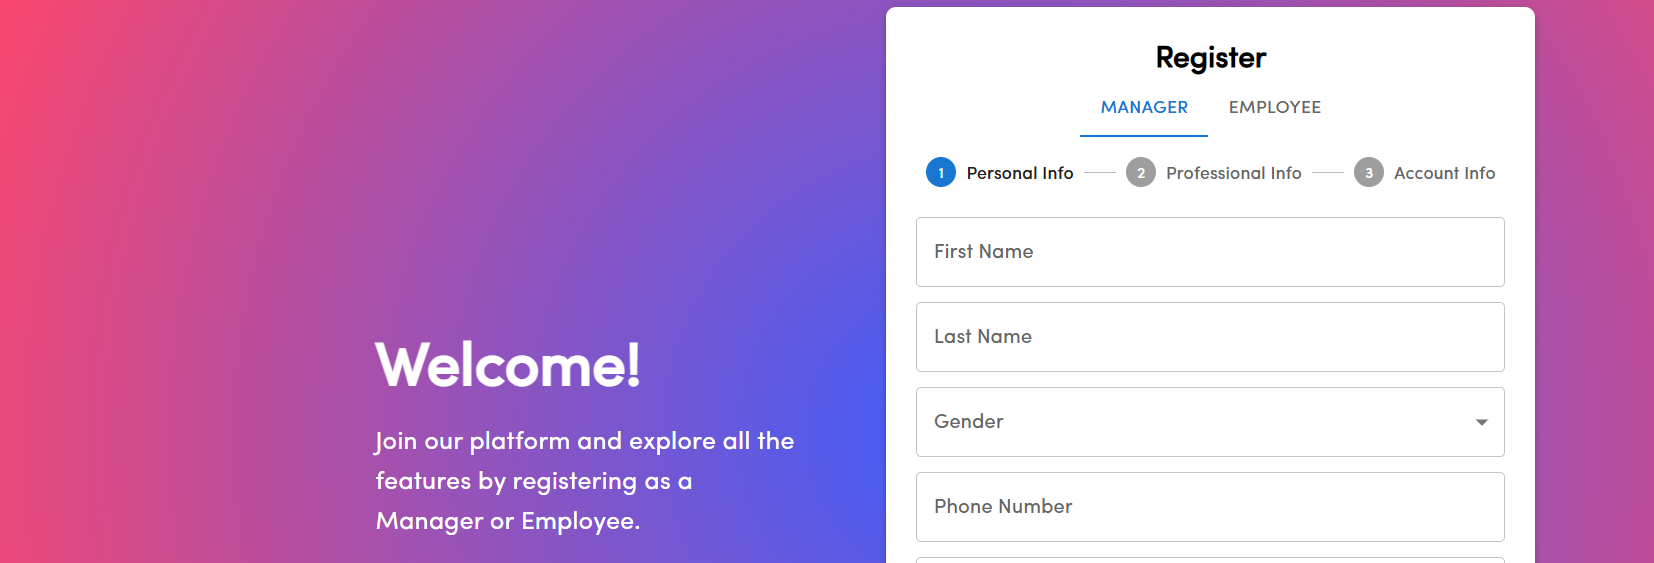 Welcome!
Join our platform and explore all the
features by registering as a
Manager or Employee.
Register
MANAGER EMPLOYEE
1 Personal Info 2 Professional Info 3 Account Info
First Name
Last Name
Gender
Phone Number